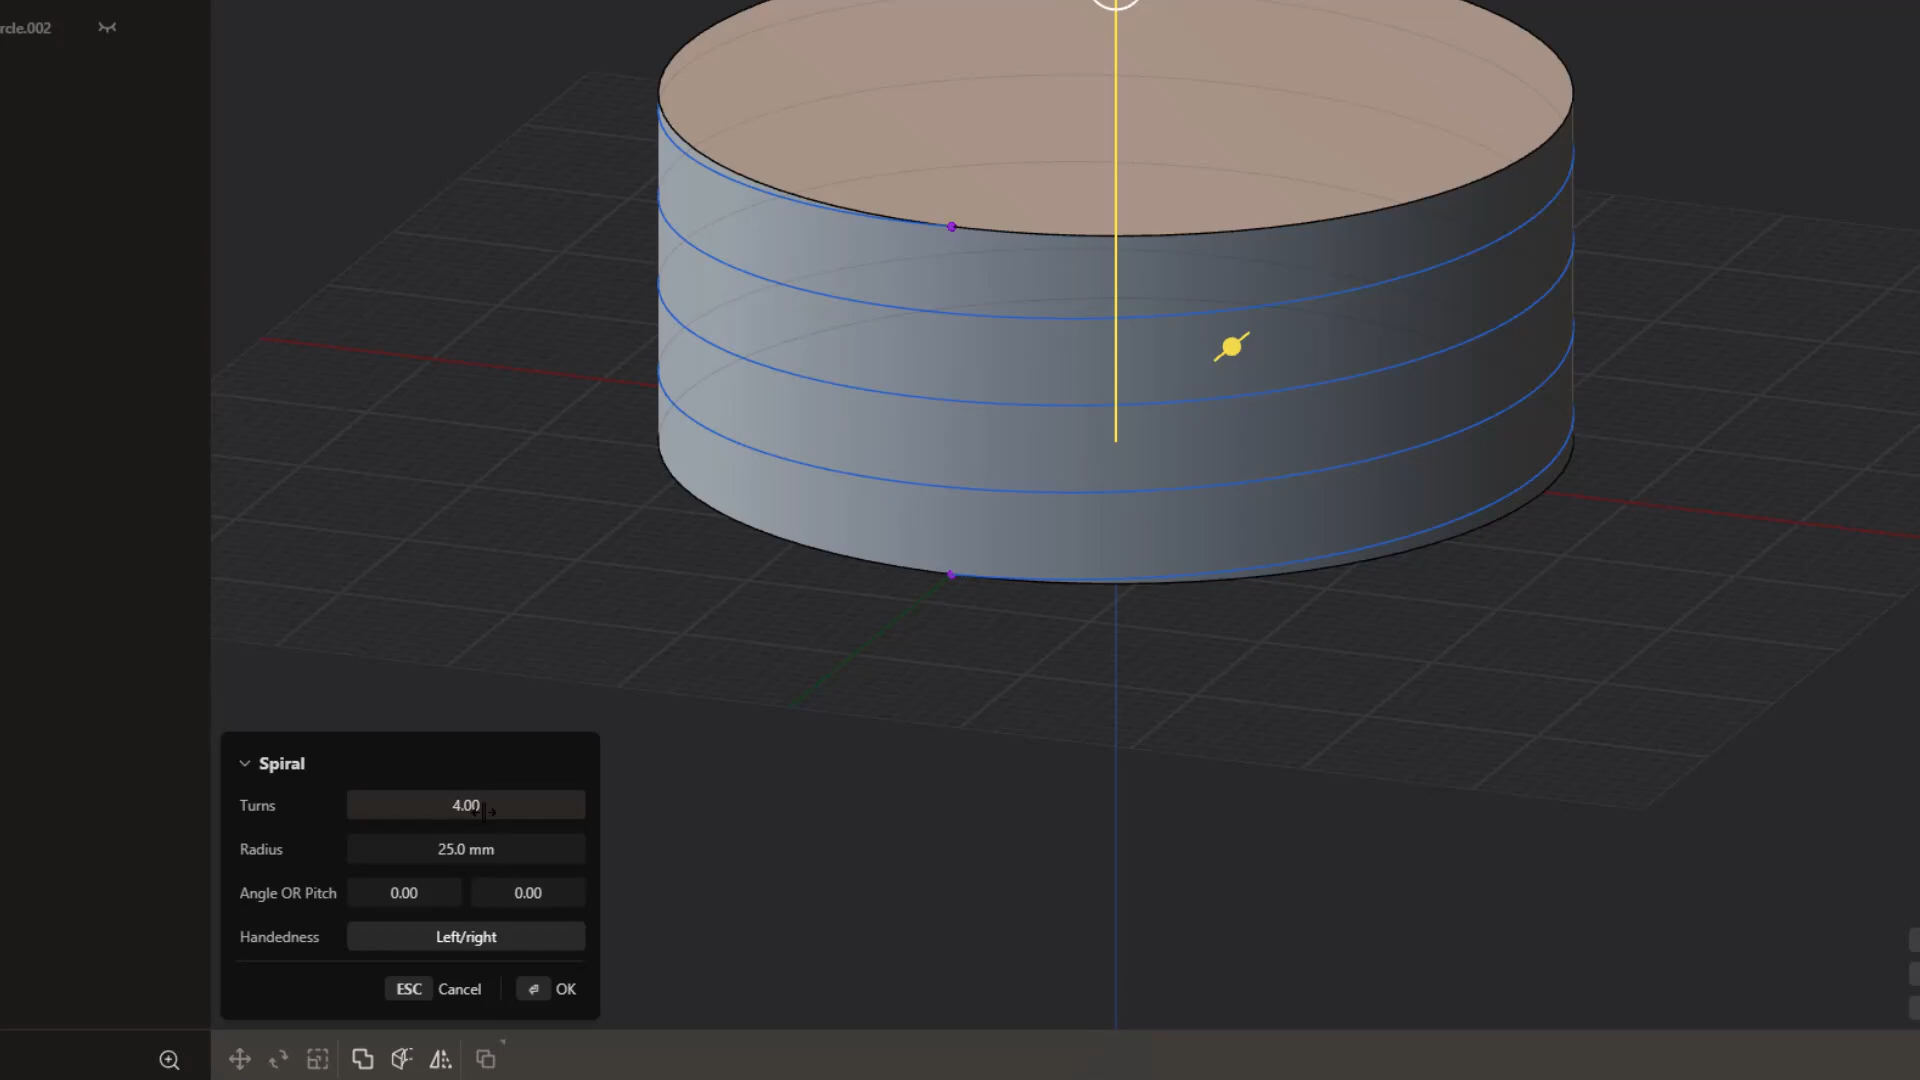 rcle.002
Spiral
Turns 4.00
Radius 25.0 mm
Angle OR Pitch 0.00 0.00
Handedness Left/right
ESC Cancel OK